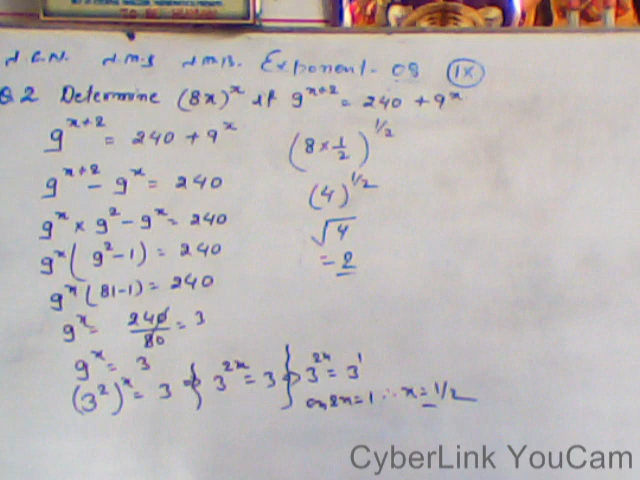 N.C.N. N.M.S N.M.B. Exponent - 08 IX
Q 2 Determine (8x)^x if 9^(x+2) = 240 + 9^x
9^(x+2) = 240 + 9^x
9^(x+2) - 9^x = 240
9^x × 9^2 - 9^x = 240
9^x (9^2 - 1) = 240
9^x (81-1) = 240
9^x = 240/80 = 3
9^x = 3
(3^2)^x = 3 } 3^(2x) = 3 } 3^(2x) = 3^1
or 2x = 1 ∴ x = 1/2
(8 × 1/2)^(1/2)
(4)^(1/2)
√4
= 2
CyberLink YouCam